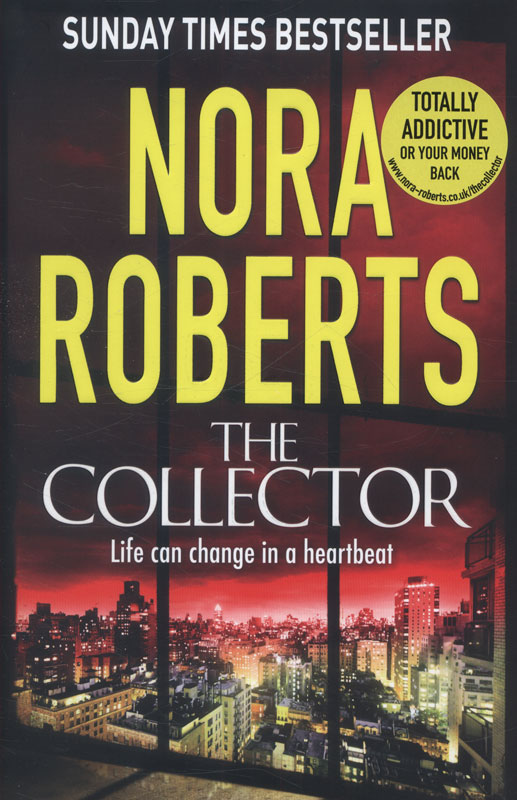 SUNDAY TIMES BESTSELLER
NORA
ROBERTS
TOTALLY
ADDICTIVE
OR YOUR MONEY
BACK
www.nora-roberts.co.uk/thecollector
THE
COLLECTOR
Life can change in a heartbeat